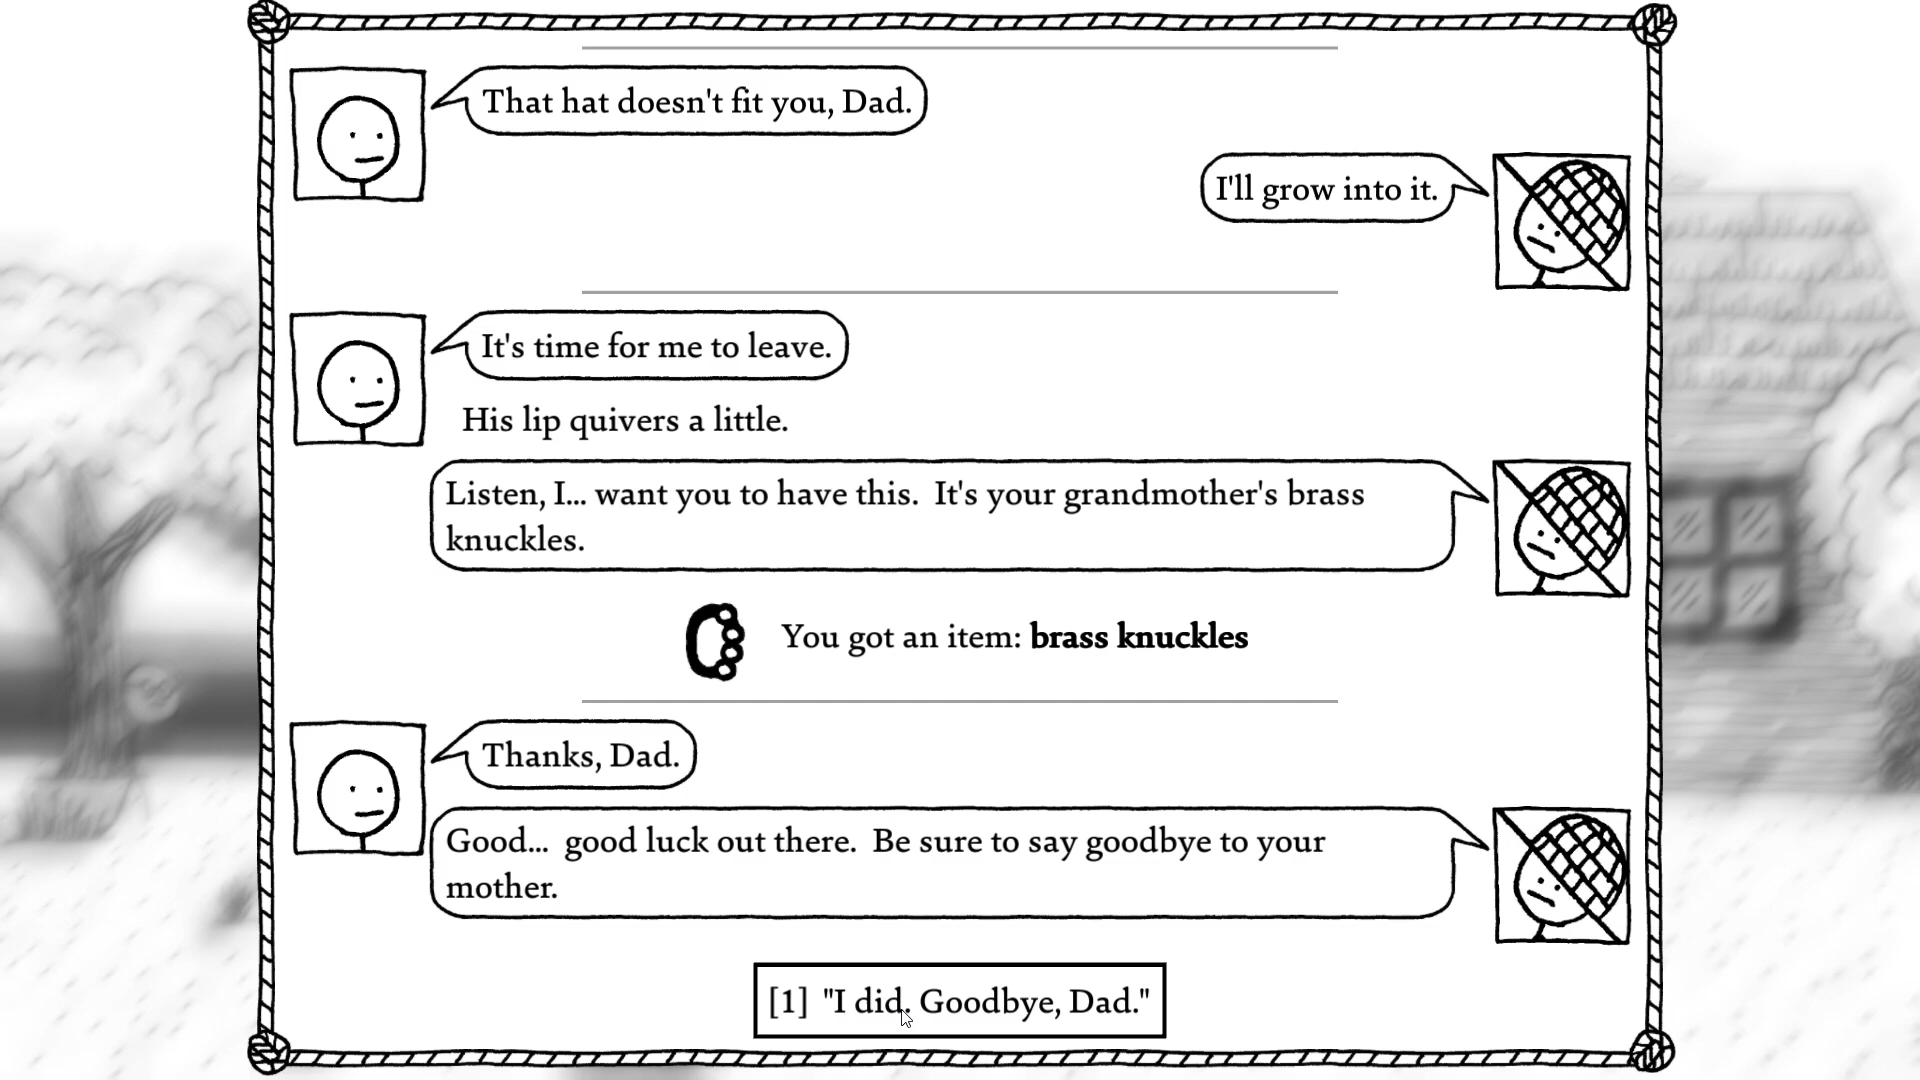 That hat doesn't fit you, Dad.
I'll grow into it.
It's time for me to leave.
His lip quivers a little.
Listen, I... want you to have this.  It's your grandmother's brass
knuckles.
You got an item: brass knuckles
Thanks, Dad.
Good...  good luck out there.  Be sure to say goodbye to your
mother.
[1] "I did. Goodbye, Dad."